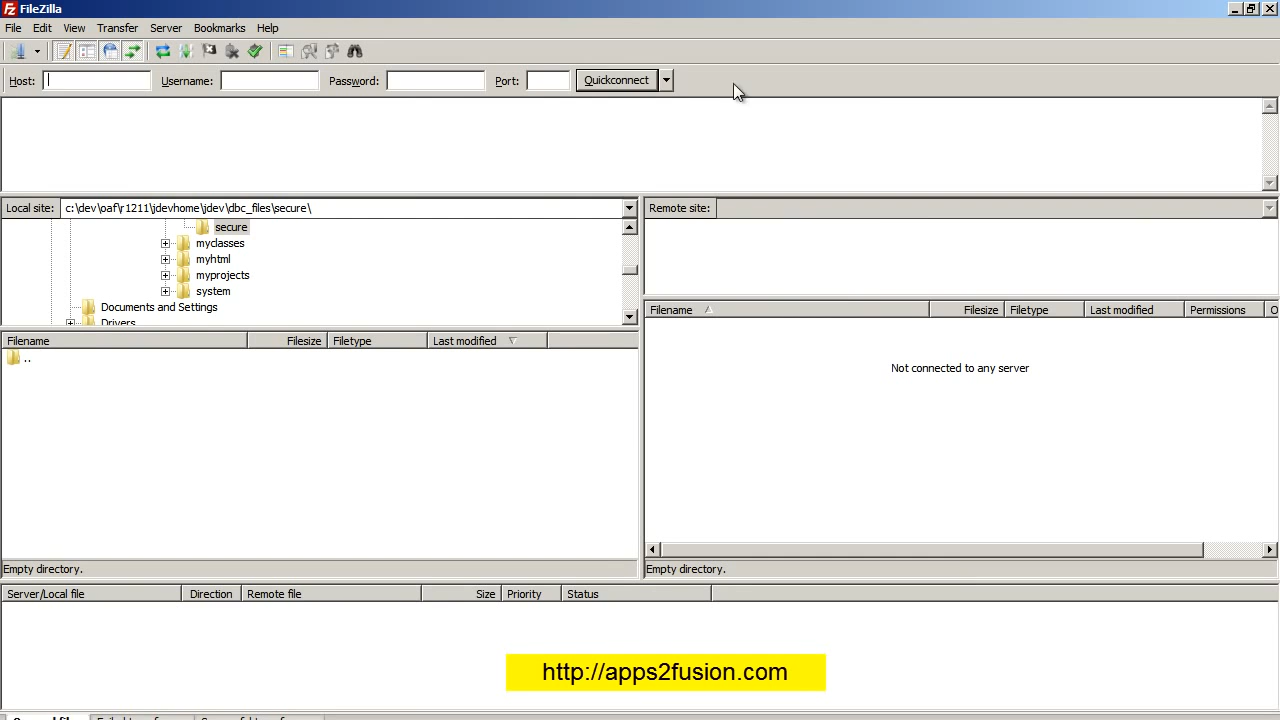 FileZilla
File Edit View Transfer Server Bookmarks Help
Host: Username: Password: Port: Quickconnect
Local site: c:\dev\oaf\r1211\jdevhome\jdev\dbc_files\secure\
secure
myclasses
myhtml
myprojects
system
Documents and Settings
Drivers
Filename Filesize Filetype Last modified
..
Empty directory.
Remote site:
Filename Filesize Filetype Last modified Permissions
Not connected to any server
Empty directory.
Server/Local file Direction Remote file Size Priority Status
http://apps2fusion.com